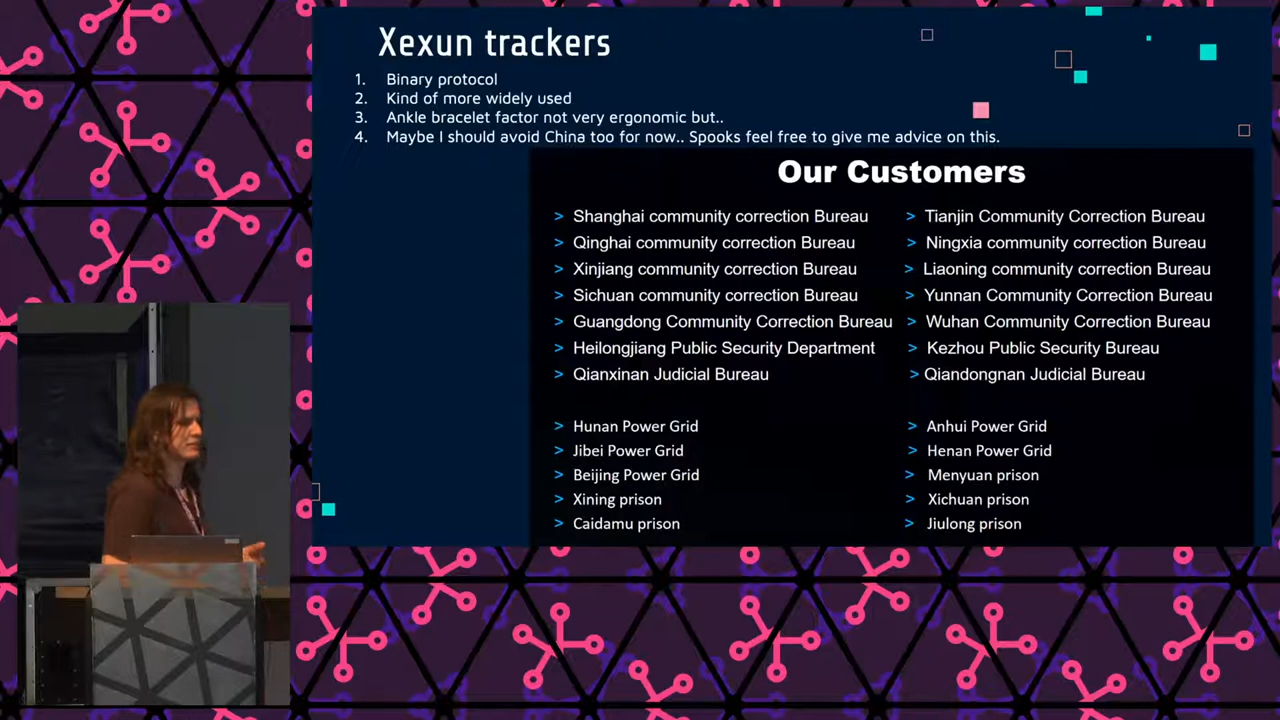 Xexun trackers
1. Binary protocol
2. Kind of more widely used
3. Ankle bracelet factor not very ergonomic but..
4. Maybe I should avoid China too for now.. Spooks feel free to give me advice on this.
Our Customers
> Shanghai community correction Bureau
> Qinghai community correction Bureau
> Xinjiang community correction Bureau
> Sichuan community correction Bureau
> Guangdong Community Correction Bureau
> Heilongjiang Public Security Department
> Qianxinan Judicial Bureau
> Tianjin Community Correction Bureau
> Ningxia community correction Bureau
> Liaoning community correction Bureau
> Yunnan Community Correction Bureau
> Wuhan Community Correction Bureau
> Kezhou Public Security Bureau
> Qiandongnan Judicial Bureau
> Hunan Power Grid
> Jibei Power Grid
> Beijing Power Grid
> Xining prison
> Caidamu prison
> Anhui Power Grid
> Henan Power Grid
> Menyuan prison
> Xichuan prison
> Jiulong prison